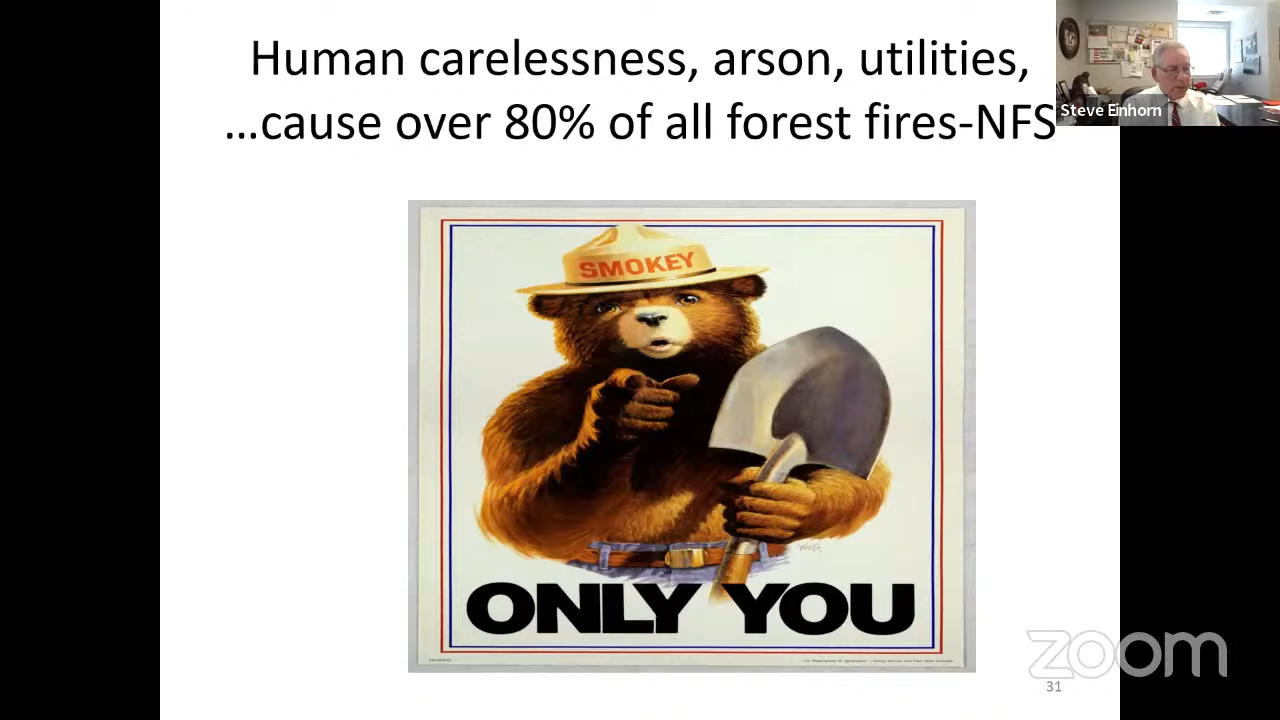 Human carelessness, arson, utilities,
…cause over 80% of all forest fires-NFS
Steve Einhorn
SMOKEY
Wolfe
ONLY YOU
zoom
31